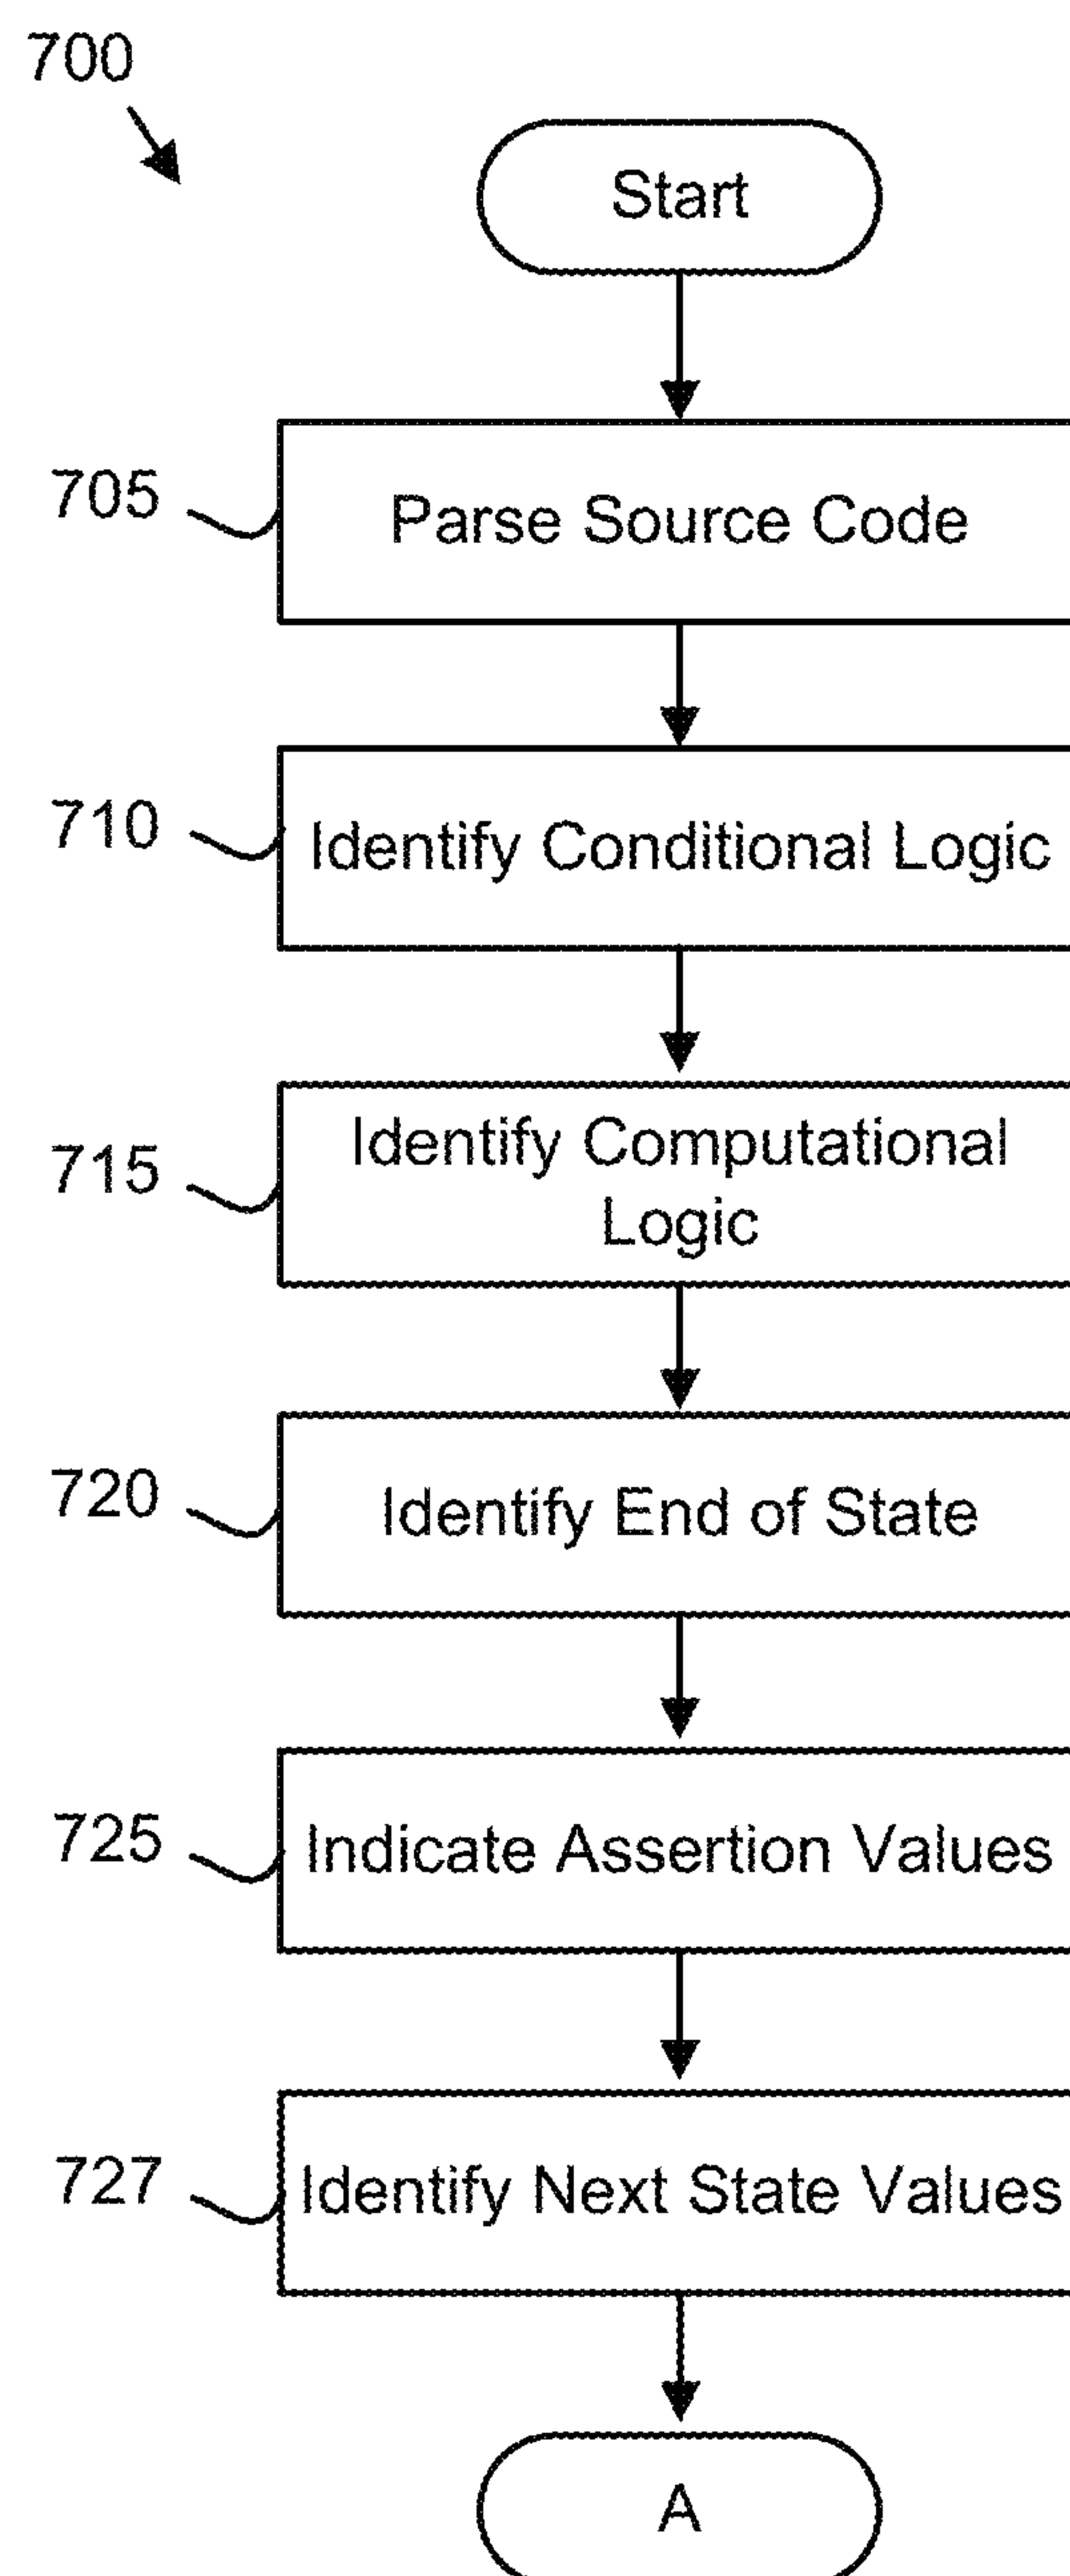 700
Start
705
Parse Source Code
710
Identify Conditional Logic
715
Identify Computational
Logic
720
Identify End of State
725
Indicate Assertion Values
727
Identify Next State Values
A